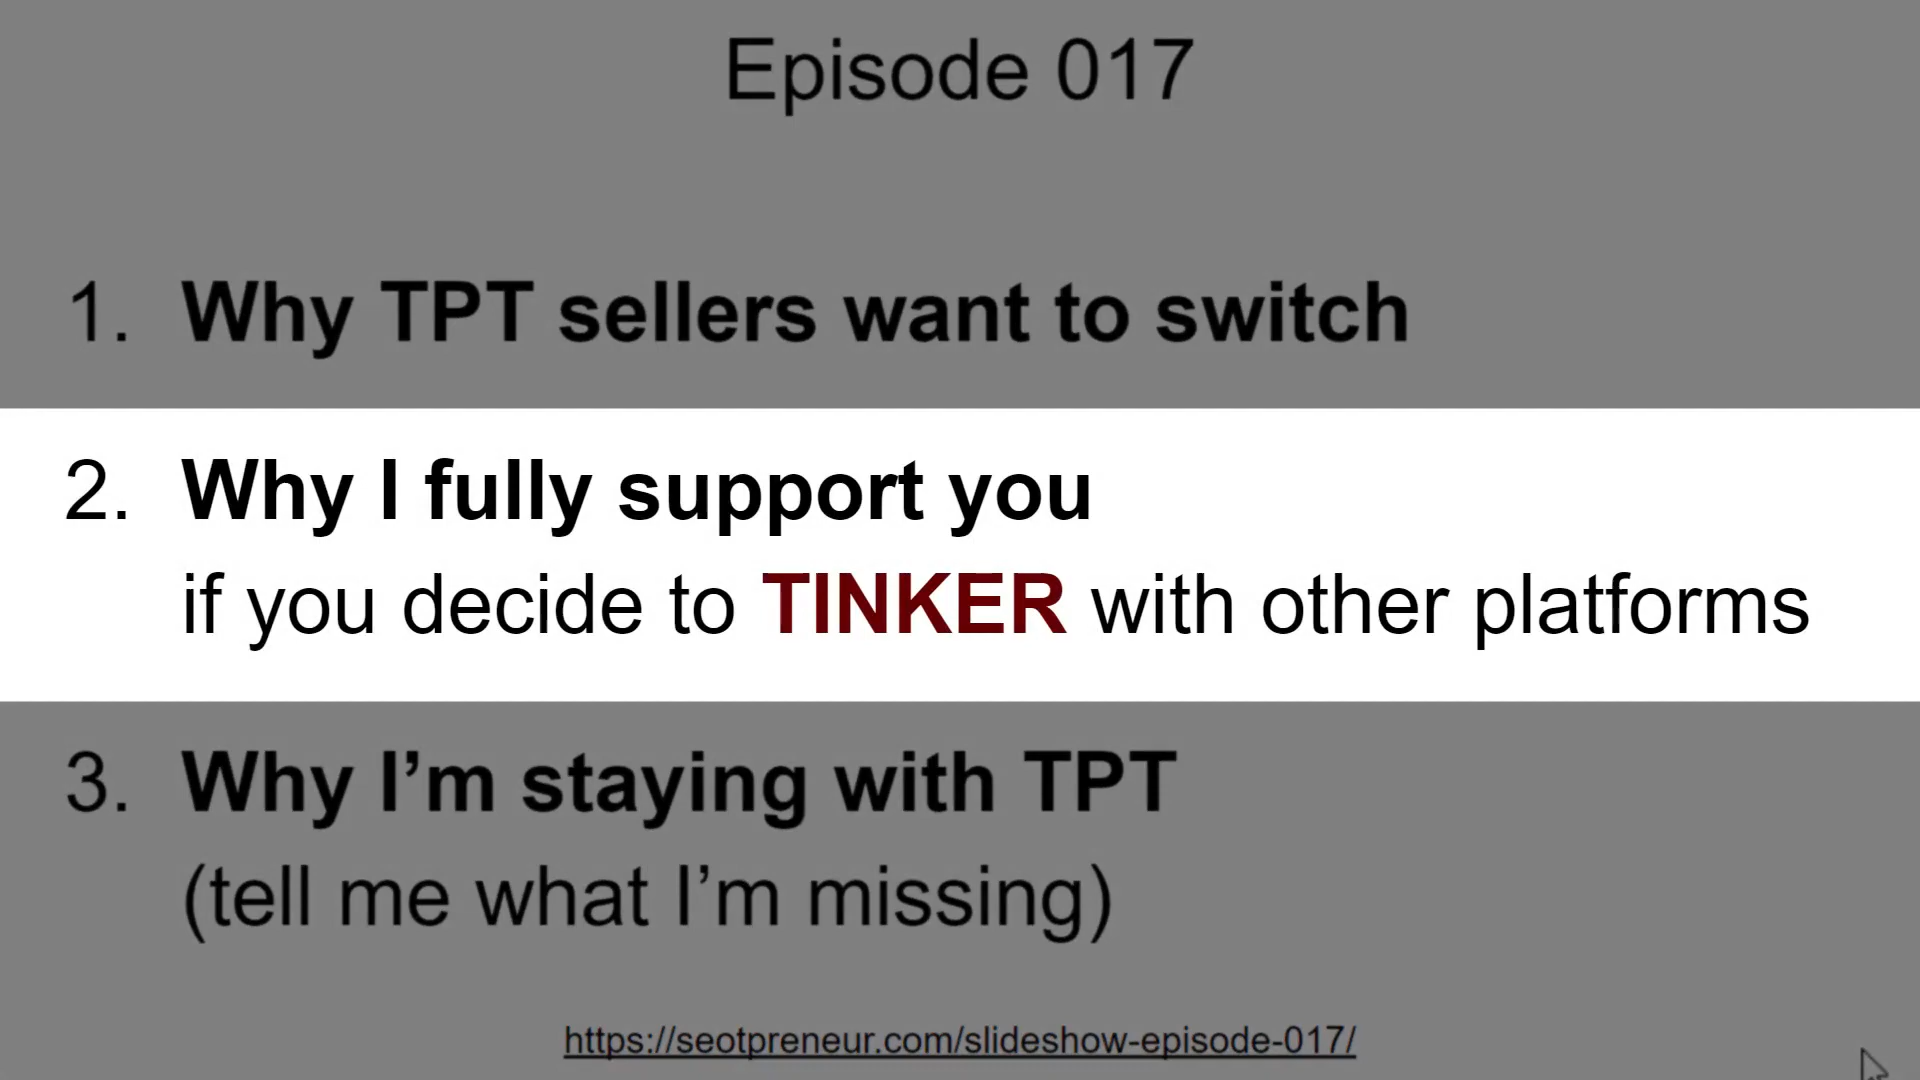 Episode 017
1. Why TPT sellers want to switch
2. Why I fully support you
if you decide to TINKER with other platforms
3. Why I’m staying with TPT
(tell me what I’m missing)
https://seotpreneur.com/slideshow-episode-017/